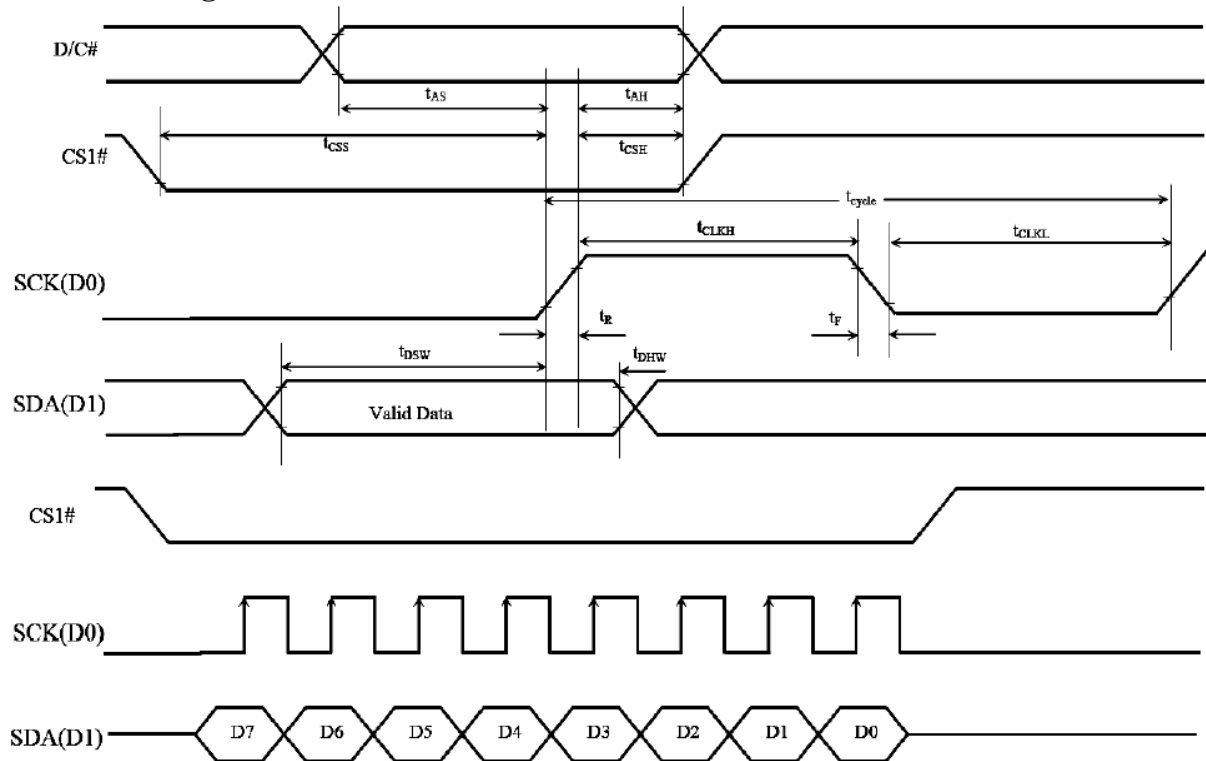 D/C#
tAS
tAH
CS1#
tCSS
tCSH
tcycle
tCLKH
tCLKL
SCK(D0)
tR
tF
tDSW
tDHW
SDA(D1)
Valid Data
CS1#
SCK(D0)
SDA(D1)
D7 D6 D5 D4 D3 D2 D1 D0